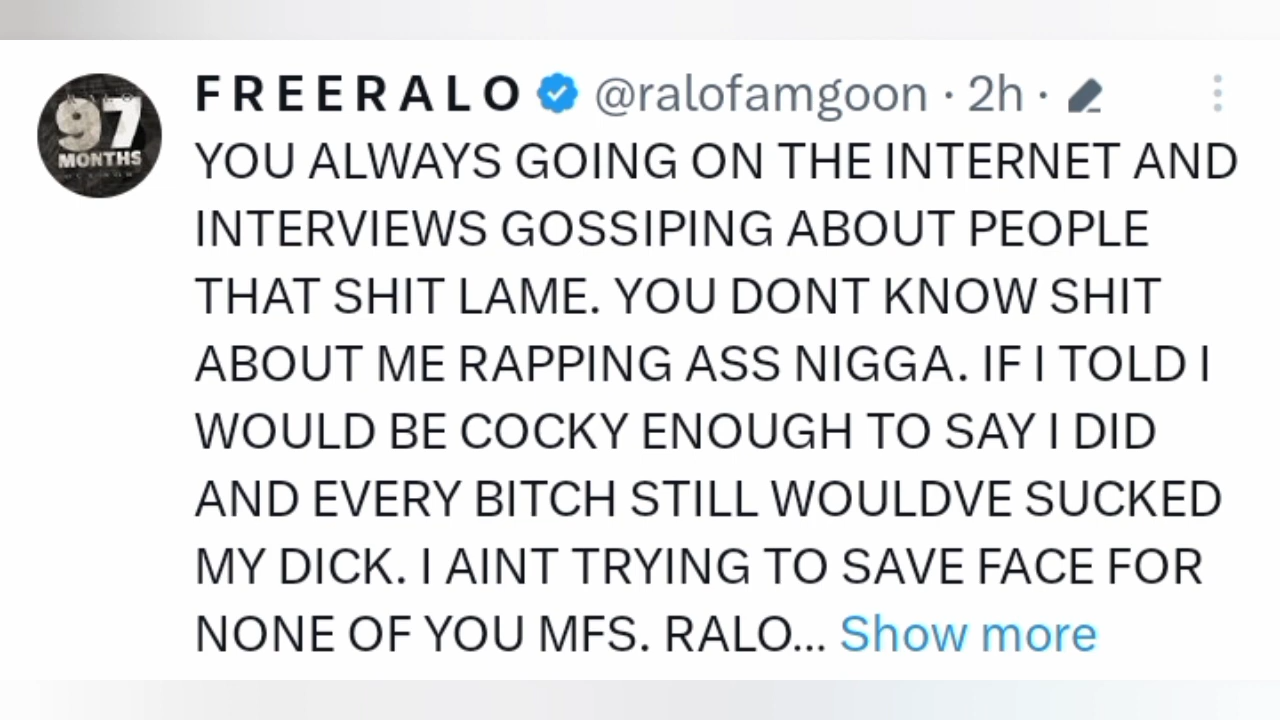 FREERALO @ralofamgoon · 2h ·
97
MONTHS
YOU ALWAYS GOING ON THE INTERNET AND
INTERVIEWS GOSSIPING ABOUT PEOPLE
THAT SHIT LAME. YOU DONT KNOW SHIT
ABOUT ME RAPPING ASS NIGGA. IF I TOLD I
WOULD BE COCKY ENOUGH TO SAY I DID
AND EVERY BITCH STILL WOULDVE SUCKED
MY DICK. I AINT TRYING TO SAVE FACE FOR
NONE OF YOU MFS. RALO... Show more